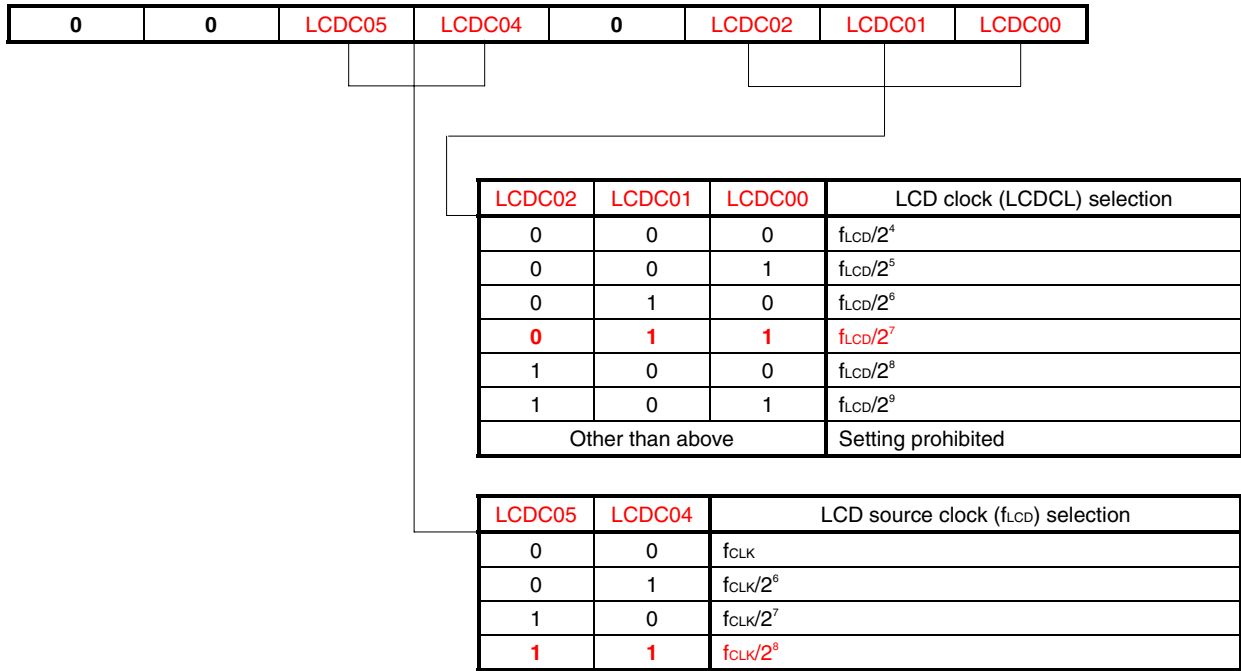 0 0 LCDC05 LCDC04 0 LCDC02 LCDC01 LCDC00
LCDC02 LCDC01 LCDC00 LCD clock (LCDCL) selection
0 0 0 fLCD/2⁴
0 0 1 fLCD/2⁵
0 1 0 fLCD/2⁶
0 1 1 fLCD/2⁷
1 0 0 fLCD/2⁸
1 0 1 fLCD/2⁹
Other than above Setting prohibited
LCDC05 LCDC04 LCD source clock (fLCD) selection
0 0 fCLK
0 1 fCLK/2⁶
1 0 fCLK/2⁷
1 1 fCLK/2⁸